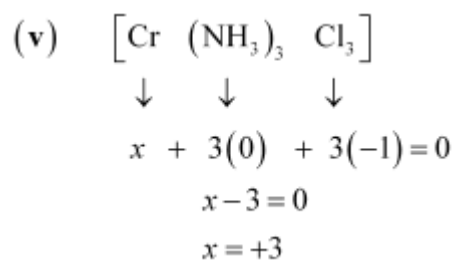 (v) [Cr (NH₃)₃ Cl₃]
↓ ↓ ↓
x + 3(0) + 3(−1) = 0
x − 3 = 0
x = +3